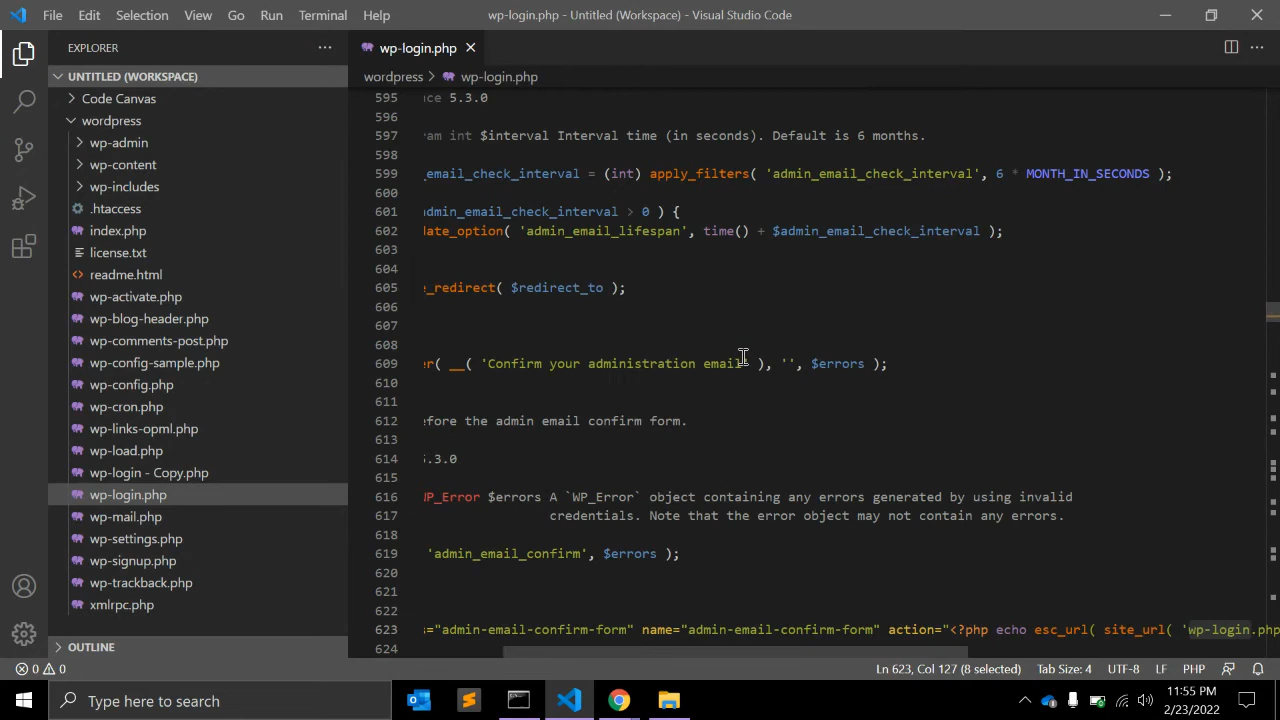 File Edit Selection View Go Run Terminal Help wp-login.php - Untitled (Workspace) - Visual Studio Code
EXPLORER
UNTITLED (WORKSPACE)
Code Canvas
wordpress
wp-admin
wp-content
wp-includes
.htaccess
index.php
license.txt
readme.html
wp-activate.php
wp-blog-header.php
wp-comments-post.php
wp-config-sample.php
wp-config.php
wp-cron.php
wp-links-opml.php
wp-load.php
wp-login - Copy.php
wp-login.php
wp-mail.php
wp-settings.php
wp-signup.php
wp-trackback.php
xmlrpc.php
OUTLINE
wp-login.php
wordpress > wp-login.php
595 nce 5.3.0
596
597 ram int $interval Interval time (in seconds). Default is 6 months.
598
599 _email_check_interval = (int) apply_filters( 'admin_email_check_interval', 6 * MONTH_IN_SECONDS );
600
601 admin_email_check_interval > 0 ) {
602 date_option( 'admin_email_lifespan', time() + $admin_email_check_interval );
603
604
605 e_redirect( $redirect_to );
606
607
608
609 er( __( 'Confirm your administration email' ), '', $errors );
610
611
612 efore the admin email confirm form.
613
614 5.3.0
615
616 WP_Error $errors A `WP_Error` object containing any errors generated by using invalid
617 credentials. Note that the error object may not contain any errors.
618
619 'admin_email_confirm', $errors );
620
621
622
623 s="admin-email-confirm-form" name="admin-email-confirm-form" action="<?php echo esc_url( site_url( 'wp-login.php
624
0 0 Ln 623, Col 127 (8 selected) Tab Size: 4 UTF-8 LF PHP
Type here to search
11:55 PM
2/23/2022